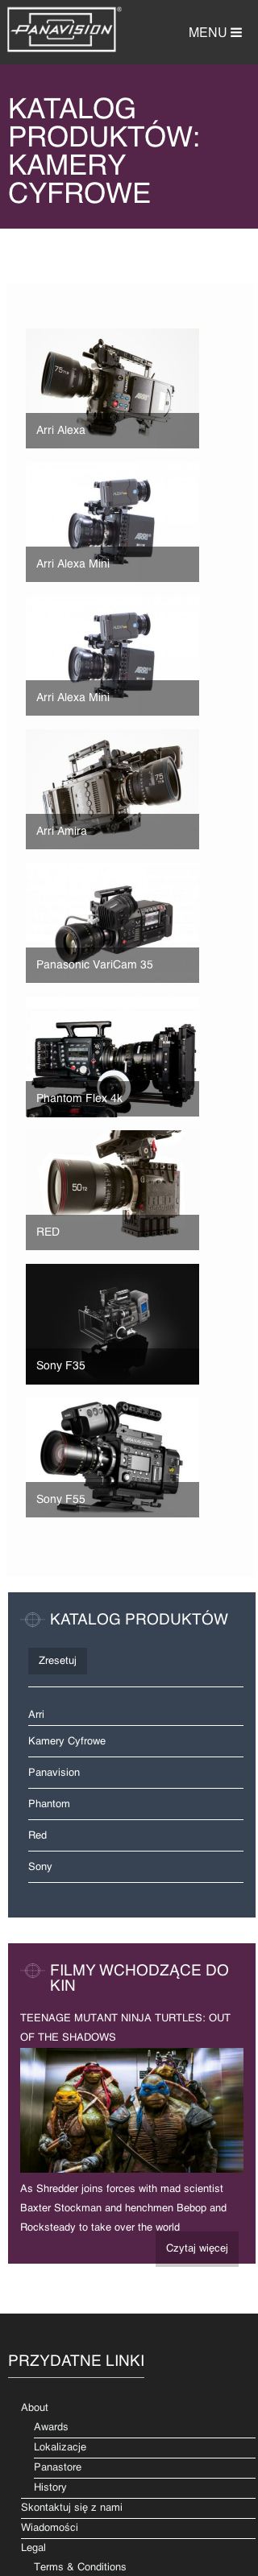 PANAVISION
MENU
KATALOG
PRODUKTÓW:
KAMERY
CYFROWE
Arri Alexa
Arri Alexa Mini
Arri Alexa Mini
Arri Amira
Panasonic VariCam 35
Phantom Flex 4k
RED
Sony F35
Sony F55
KATALOG PRODUKTÓW
Zresetuj
Arri
Kamery Cyfrowe
Panavision
Phantom
Red
Sony
FILMY WCHODZĄCE DO
KIN
TEENAGE MUTANT NINJA TURTLES: OUT
OF THE SHADOWS
As Shredder joins forces with mad scientist
Baxter Stockman and henchmen Bebop and
Rocksteady to take over the world
Czytaj więcej
PRZYDATNE LINKI
About
Awards
Lokalizacje
Panastore
History
Skontaktuj się z nami
Wiadomości
Legal
Terms & Conditions